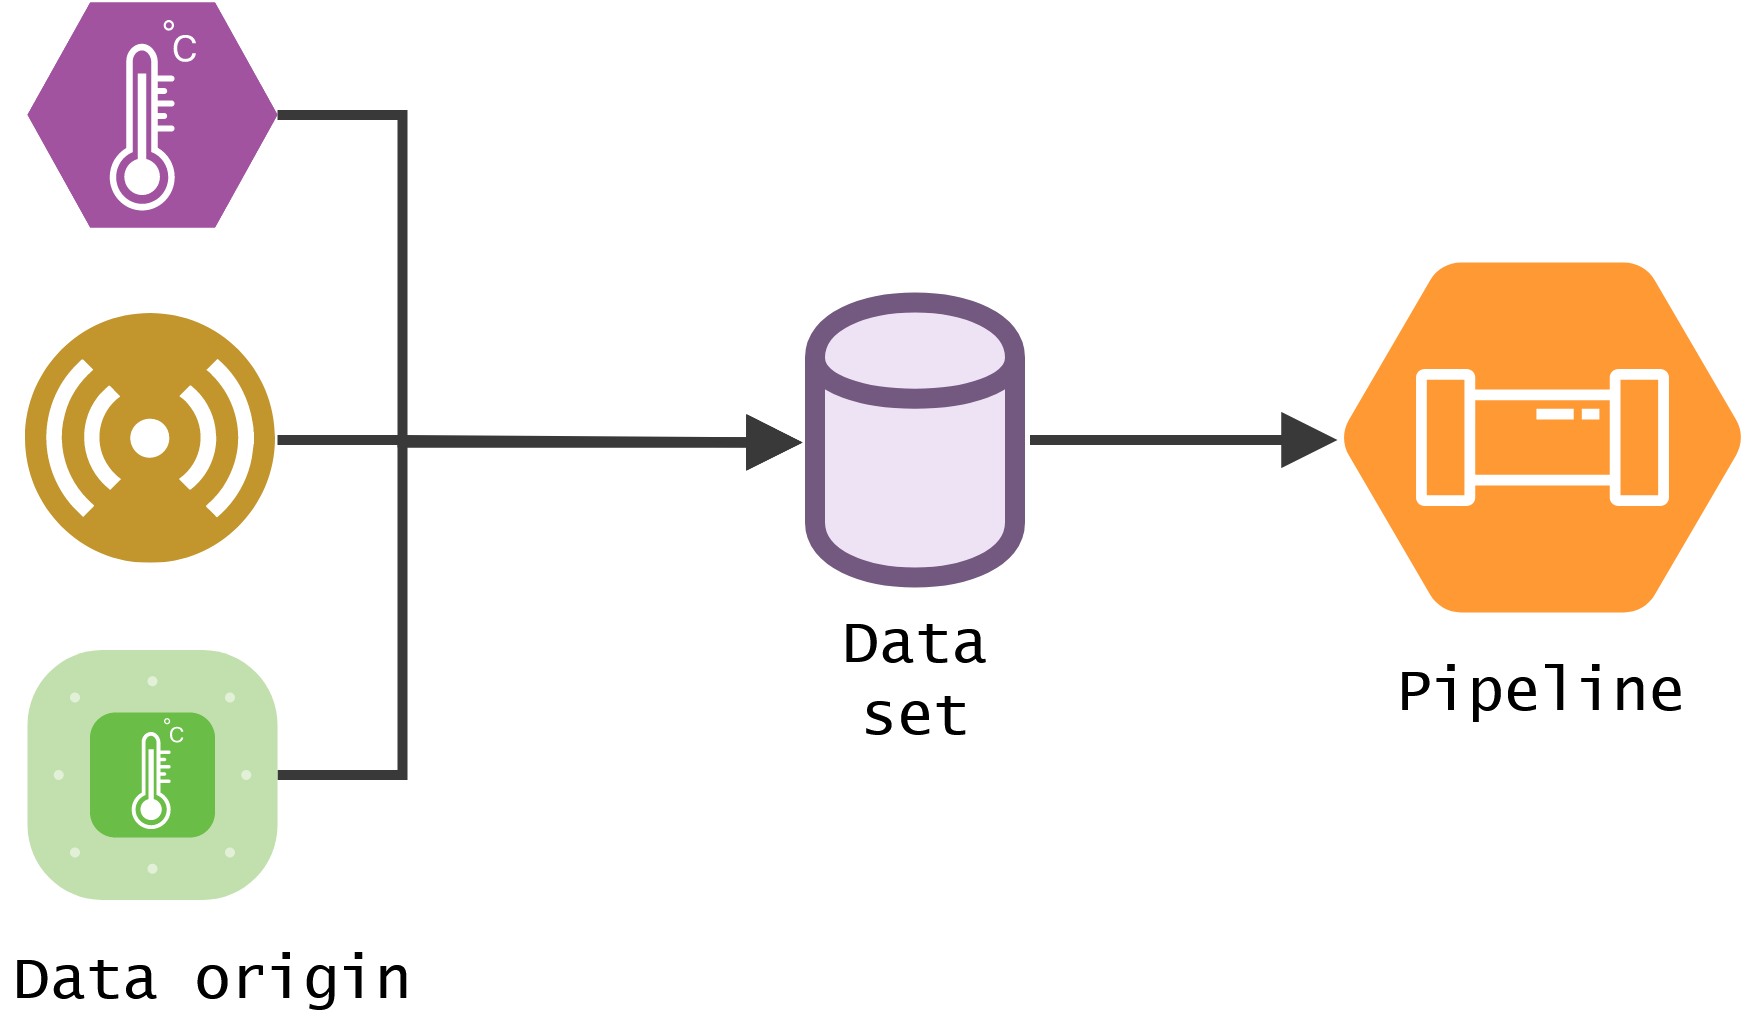 °C
°C
Data
set
Pipeline
Data origin